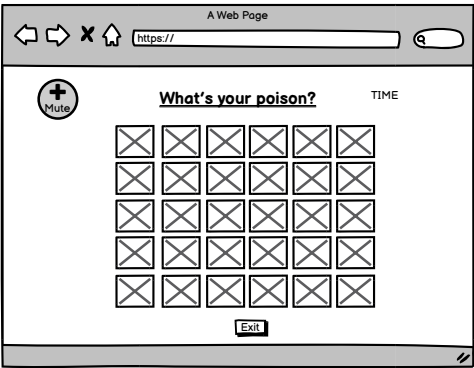 A Web Page
https://
Mute
What's your poison?
TIME
Exit